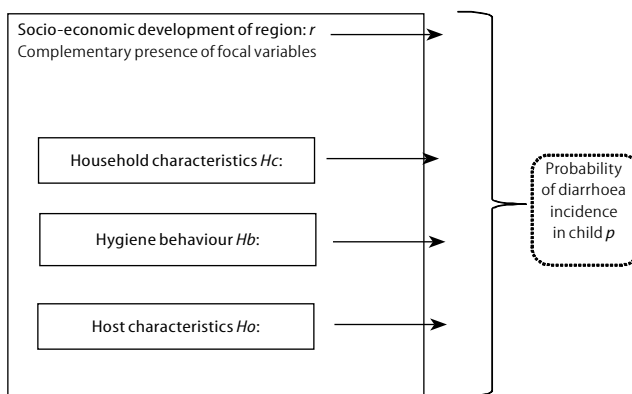 Socio-economic development of region: r
Complementary presence of focal variables
Household characteristics Hc:
Hygiene behaviour Hb:
Host characteristics Ho:
Probability
of diarrhoea
incidence
in child p